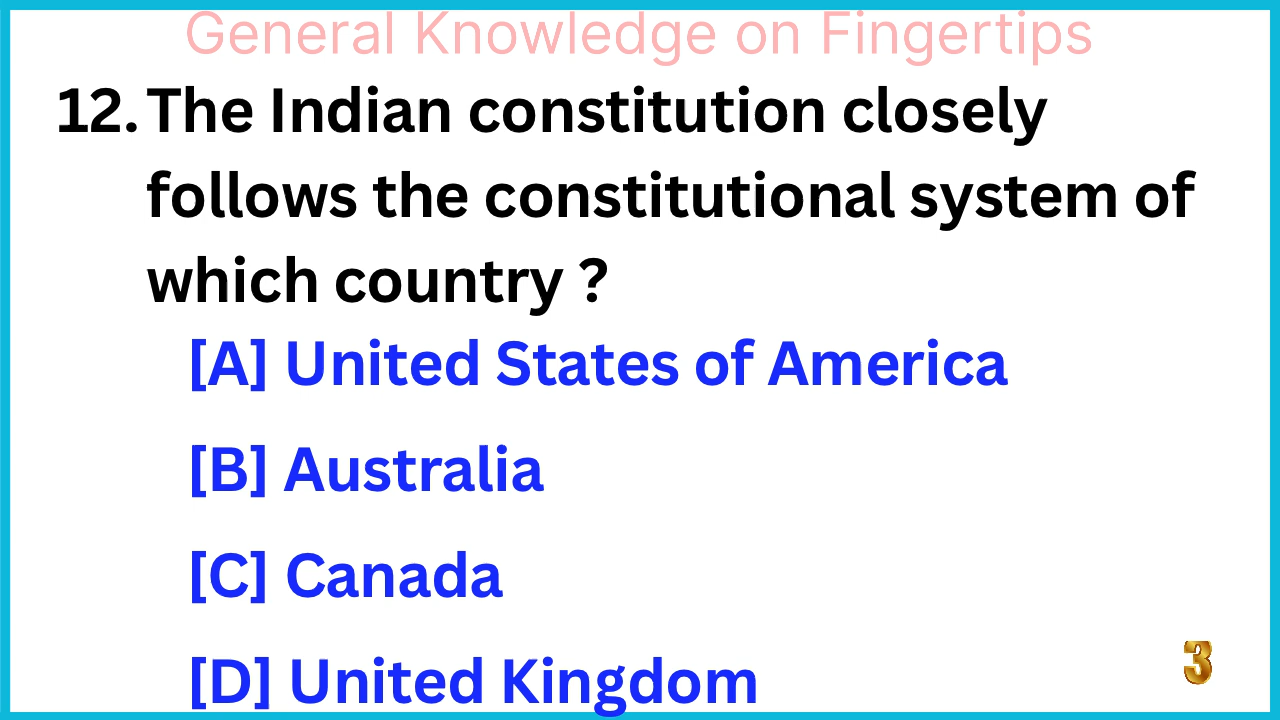 General Knowledge on Fingertips
12. The Indian constitution closely
follows the constitutional system of
which country ?
[A] United States of America
[B] Australia
[C] Canada
[D] United Kingdom
3